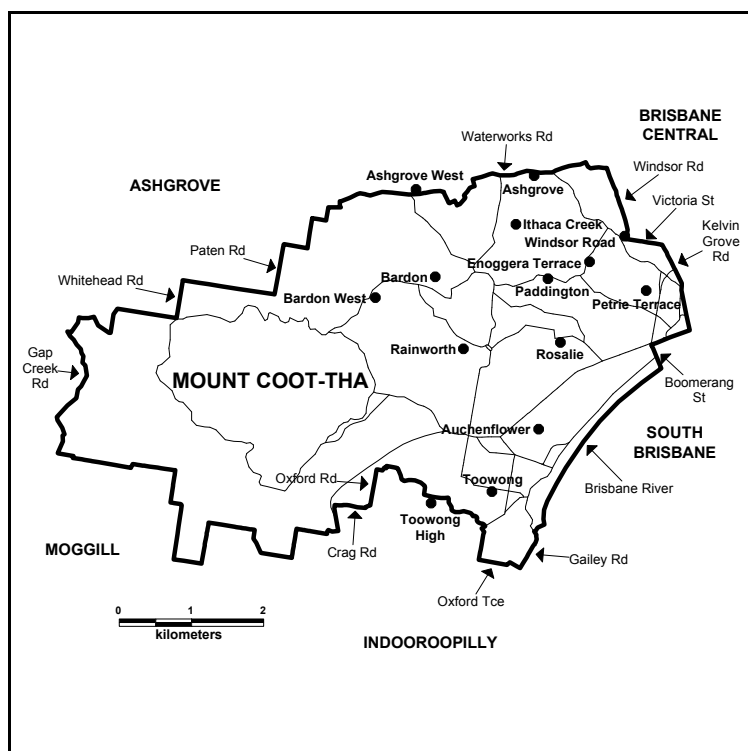 BRISBANE
CENTRAL
Waterworks Rd
Windsor Rd
ASHGROVE
Ashgrove West
Ashgrove
Victoria St
Kelvin
Grove
Rd
Ithaca Creek
Windsor Road
Paten Rd
Enoggera Terrace
Whitehead Rd
Bardon
Paddington
Bardon West
Petrie Terrace
Gap
Creek
Rd
Rainworth
Rosalie
MOUNT COOT-THA
Boomerang
St
Auchenflower
SOUTH
BRISBANE
Oxford Rd
Toowong
Brisbane River
Toowong
High
MOGGILL
Crag Rd
Gailey Rd
Oxford Tce
0 1 2
kilometers
INDOOROOPILLY